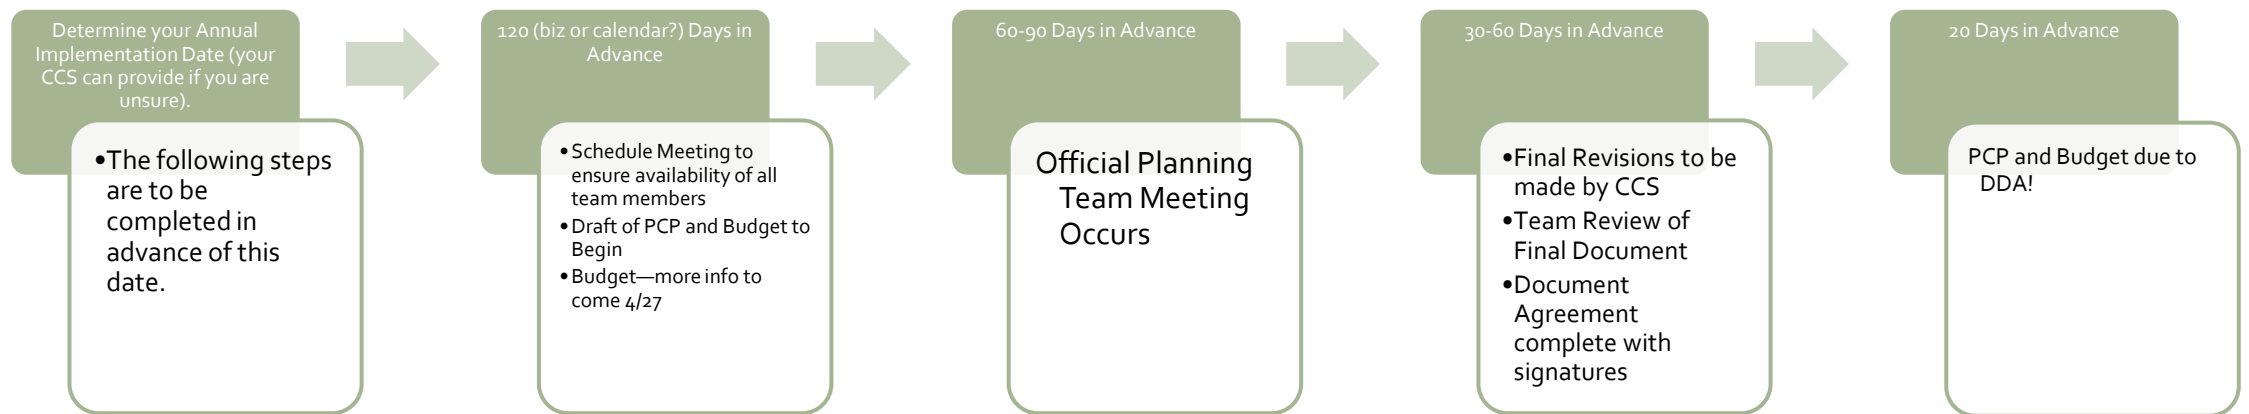 Determine your Annual
Implementation Date (your
CCS can provide if you are
unsure).
•The following steps
are to be
completed in
advance of this
date.
120 (biz or calendar?) Days in
Advance
•Schedule Meeting to
ensure availability of all
team members
•Draft of PCP and Budget to
Begin
•Budget—more info to
come 4/27
60-90 Days in Advance
Official Planning
Team Meeting
Occurs
30-60 Days in Advance
•Final Revisions to be
made by CCS
•Team Review of
Final Document
•Document
Agreement
complete with
signatures
20 Days in Advance
PCP and Budget due to
DDA!